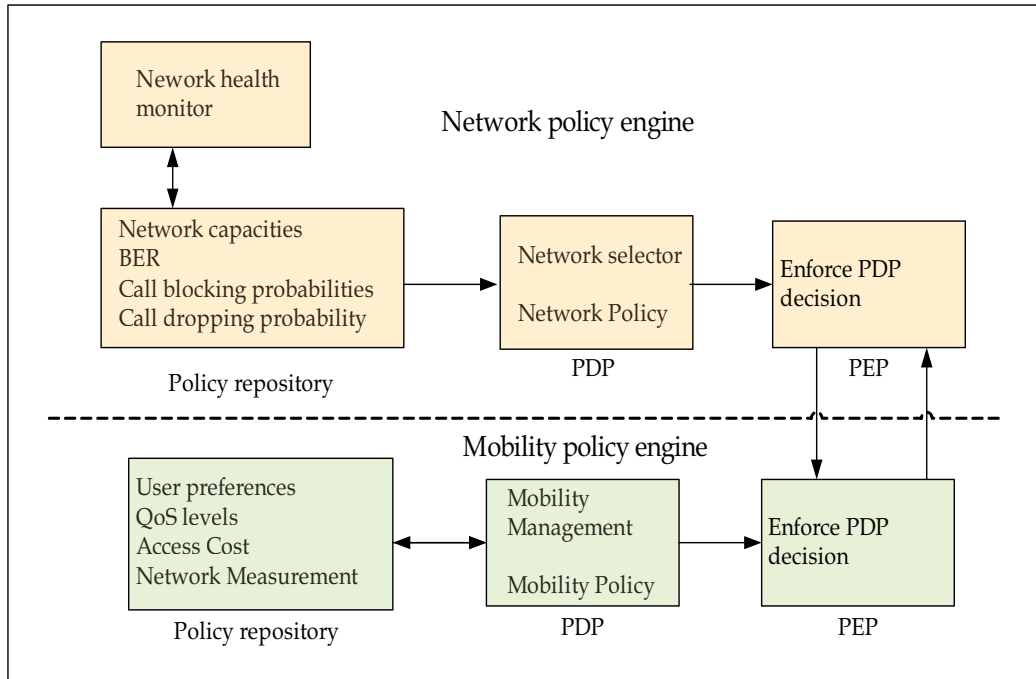 Nework health
monitor
Network policy engine
Network capacities
BER
Call blocking probabilities
Call dropping probability
Network selector
Network Policy
Enforce PDP
decision
Policy repository
PDP
PEP
Mobility policy engine
User preferences
QoS levels
Access Cost
Network Measurement
Mobility
Management
Mobility Policy
Enforce PDP
decision
Policy repository
PDP
PEP